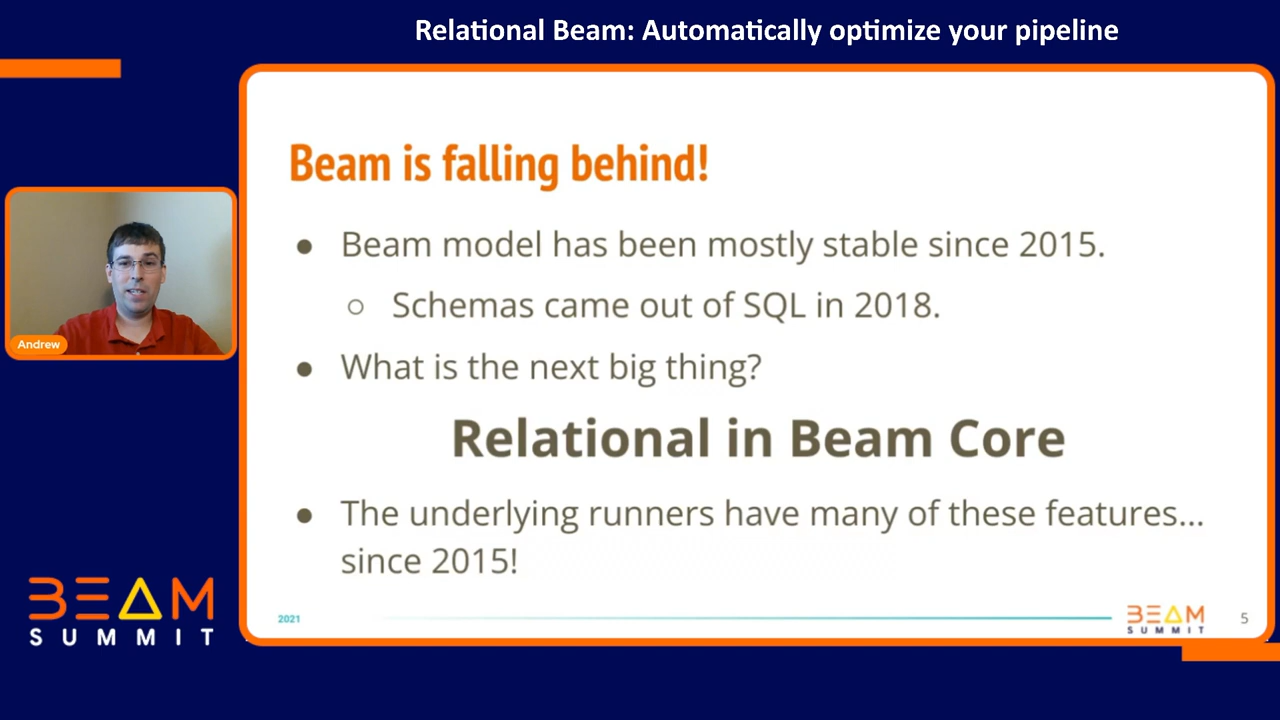 Relational Beam: Automatically optimize your pipeline
Beam is falling behind!
● Beam model has been mostly stable since 2015.
○ Schemas came out of SQL in 2018.
● What is the next big thing?
Relational in Beam Core
● The underlying runners have many of these features...
since 2015!
Andrew
BEAM
SUMMIT
2021
BEAM
SUMMIT
5